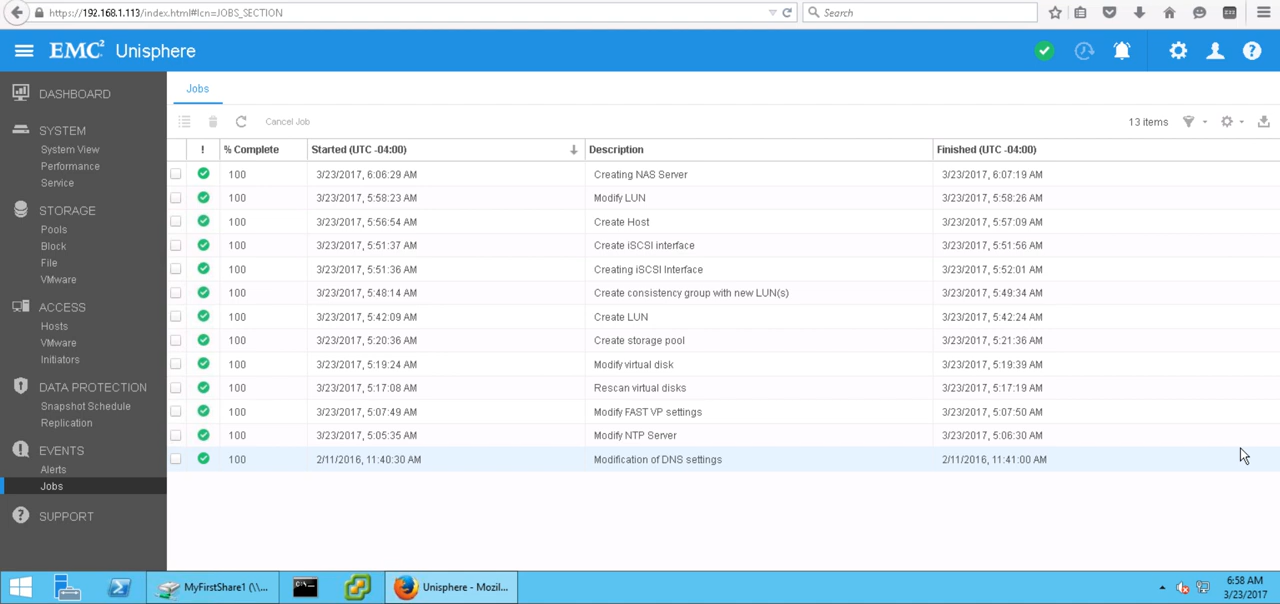 https://192.168.1.113/index.html#lcn=JOBS_SECTION
Search
EMC² Unisphere
DASHBOARD
SYSTEM
System View
Performance
Service
STORAGE
Pools
Block
File
VMware
ACCESS
Hosts
VMware
Initiators
DATA PROTECTION
Snapshot Schedule
Replication
EVENTS
Alerts
Jobs
SUPPORT
Jobs
Cancel Job 13 items
! % Complete Started (UTC -04:00) Description Finished (UTC -04:00)
100 3/23/2017, 6:06:29 AM Creating NAS Server 3/23/2017, 6:07:19 AM
100 3/23/2017, 5:58:23 AM Modify LUN 3/23/2017, 5:58:26 AM
100 3/23/2017, 5:56:54 AM Create Host 3/23/2017, 5:57:09 AM
100 3/23/2017, 5:51:37 AM Create iSCSI interface 3/23/2017, 5:51:56 AM
100 3/23/2017, 5:51:36 AM Creating iSCSI Interface 3/23/2017, 5:52:01 AM
100 3/23/2017, 5:48:14 AM Create consistency group with new LUN(s) 3/23/2017, 5:49:34 AM
100 3/23/2017, 5:42:09 AM Create LUN 3/23/2017, 5:42:24 AM
100 3/23/2017, 5:20:36 AM Create storage pool 3/23/2017, 5:21:36 AM
100 3/23/2017, 5:19:24 AM Modify virtual disk 3/23/2017, 5:19:39 AM
100 3/23/2017, 5:17:08 AM Rescan virtual disks 3/23/2017, 5:17:19 AM
100 3/23/2017, 5:07:49 AM Modify FAST VP settings 3/23/2017, 5:07:50 AM
100 3/23/2017, 5:05:35 AM Modify NTP Server 3/23/2017, 5:06:30 AM
100 2/11/2016, 11:40:30 AM Modification of DNS settings 2/11/2016, 11:41:00 AM
MyFirstShare1 (\\... Unisphere - Mozil... 6:58 AM
3/23/2017